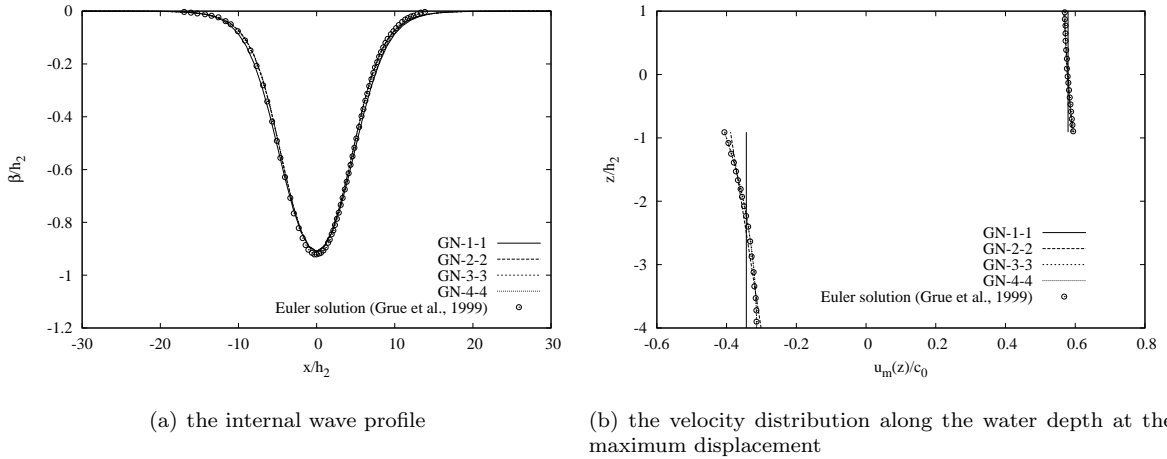 0
-0.2
-0.4
-0.6
-0.8
-1
-1.2
β/h2
-30
-20
-10
0
10
20
30
x/h2
GN-1-1
GN-2-2
GN-3-3
GN-4-4
Euler solution (Grue et al., 1999)
(a) the internal wave profile
1
0
-1
-2
-3
-4
z/h2
-0.6
-0.4
-0.2
0
0.2
0.4
0.6
0.8
um(z)/c0
GN-1-1
GN-2-2
GN-3-3
GN-4-4
Euler solution (Grue et al., 1999)
(b) the velocity distribution along the water depth at the
maximum displacement